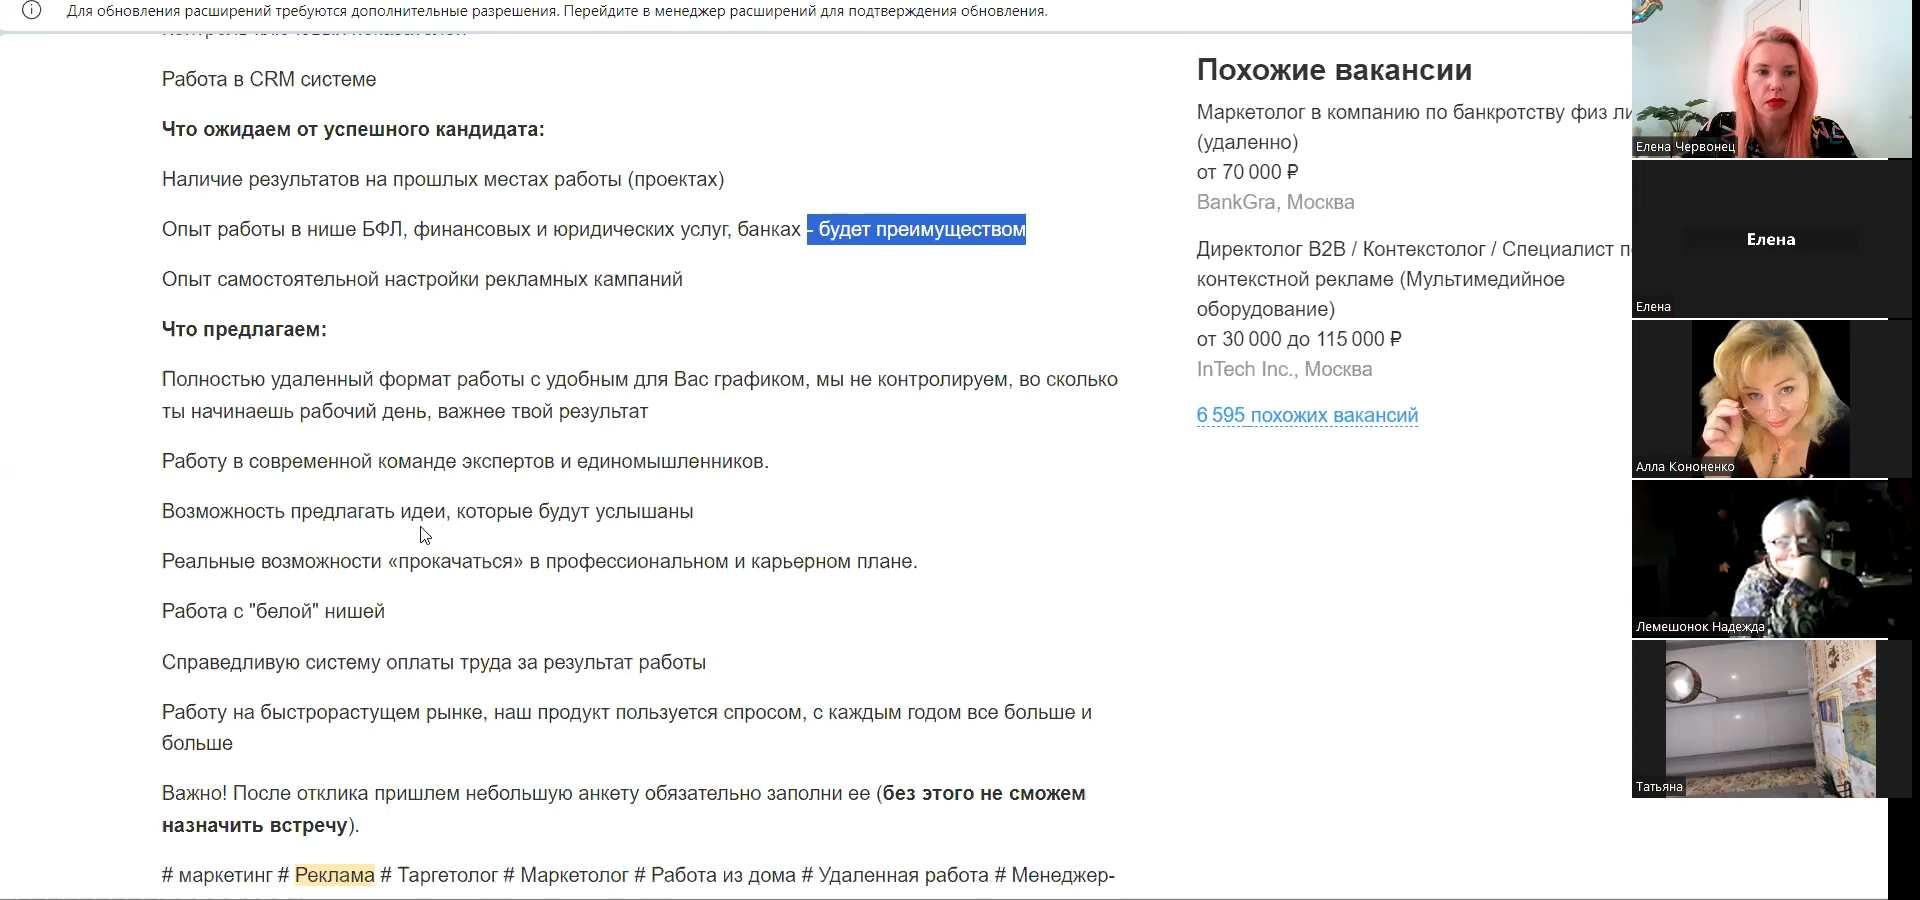 Для обновления расширений требуются дополнительные разрешения. Перейдите в менеджер расширений для подтверждения обновления.
Работа в CRM системе
Что ожидаем от успешного кандидата:
Наличие результатов на прошлых местах работы (проектах)
Опыт работы в нише БФЛ, финансовых и юридических услуг, банках - будет преимуществом
Опыт самостоятельной настройки рекламных кампаний
Что предлагаем:
Полностью удаленный формат работы с удобным для Вас графиком, мы не контролируем, во сколько
ты начинаешь рабочий день, важнее твой результат
Работу в современной команде экспертов и единомышленников.
Возможность предлагать идеи, которые будут услышаны
Реальные возможности «прокачаться» в профессиональном и карьерном плане.
Работа с "белой" нишей
Справедливую систему оплаты труда за результат работы
Работу на быстрорастущем рынке, наш продукт пользуется спросом, с каждым годом все больше и
больше
Важно! После отклика пришлем небольшую анкету обязательно заполни ее (без этого не сможем
назначить встречу).
# маркетинг # Реклама # Таргетолог # Маркетолог # Работа из дома # Удаленная работа # Менеджер-
Похожие вакансии
Маркетолог в компанию по банкротству физ
(удаленно)
от 70 000 ₽
BankGra, Москва
Директолог B2B / Контекстолог / Специалист
контекстной рекламе (Мультимедийное
оборудование)
от 30 000 до 115 000 ₽
InTech Inc., Москва
6 595 похожих вакансий
Елена Червонец
Елена
Елена
Алла Кононенко
Лемешонок Надежда
Татьяна